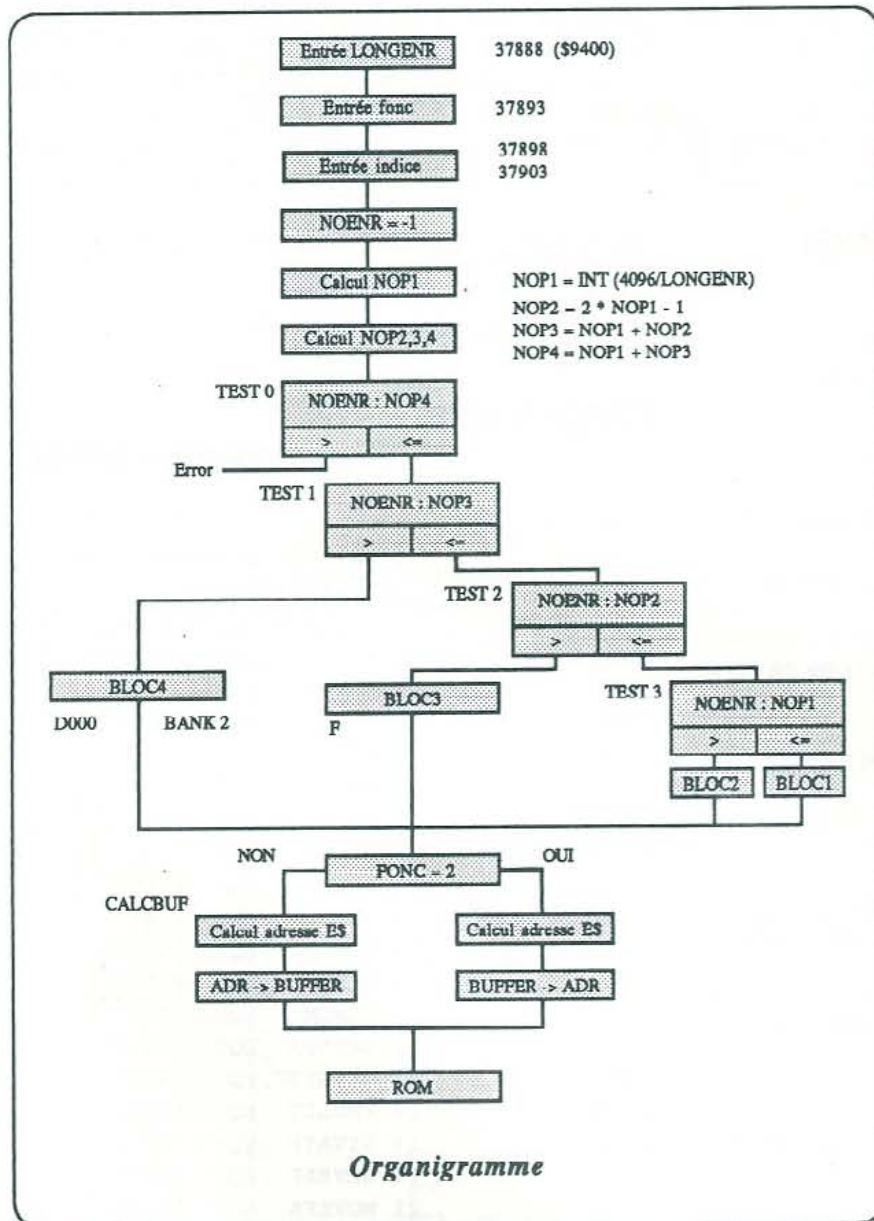 Entrée LONGENR 37888 ($9400)
Entrée fonc 37893
37898
Entrée indice 37903
NOENR = -1
Calcul NOP1 NOP1 = INT (4096/LONGENR)
NOP2 = 2 * NOP1 - 1
Calcul NOP2,3,4 NOP3 = NOP1 + NOP2
NOP4 = NOP1 + NOP3
TEST 0
NOENR : NOP4
> <=
Error
TEST 1
NOENR : NOP3
> <=
TEST 2
NOENR : NOP2
> <=
BLOC4
D000 BANK 2
BLOC3
F
TEST 3
NOENR : NOP1
> <=
BLOC2 BLOC1
NON FONC = 2 OUI
CALCBUF
Calcul adresse E$ Calcul adresse E$
ADR > BUFFER BUFFER > ADR
ROM
Organigramme